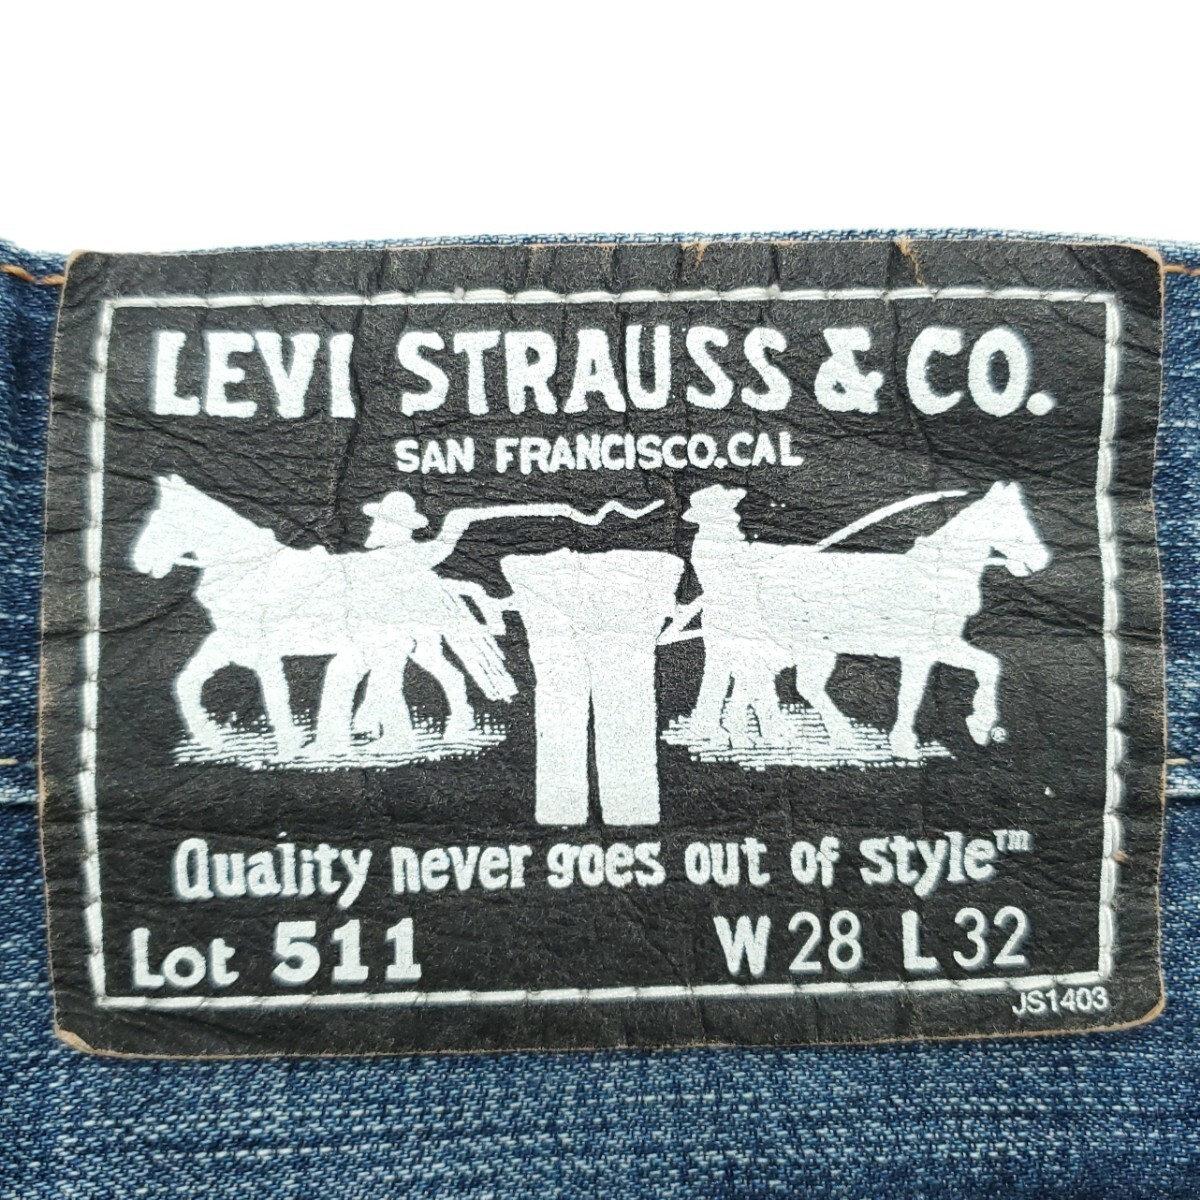 LEVI STRAUSS & CO.
SAN FRANCISCO.CAL
®
Quality never goes out of style™
Lot 511 W 28 L 32
JS1403